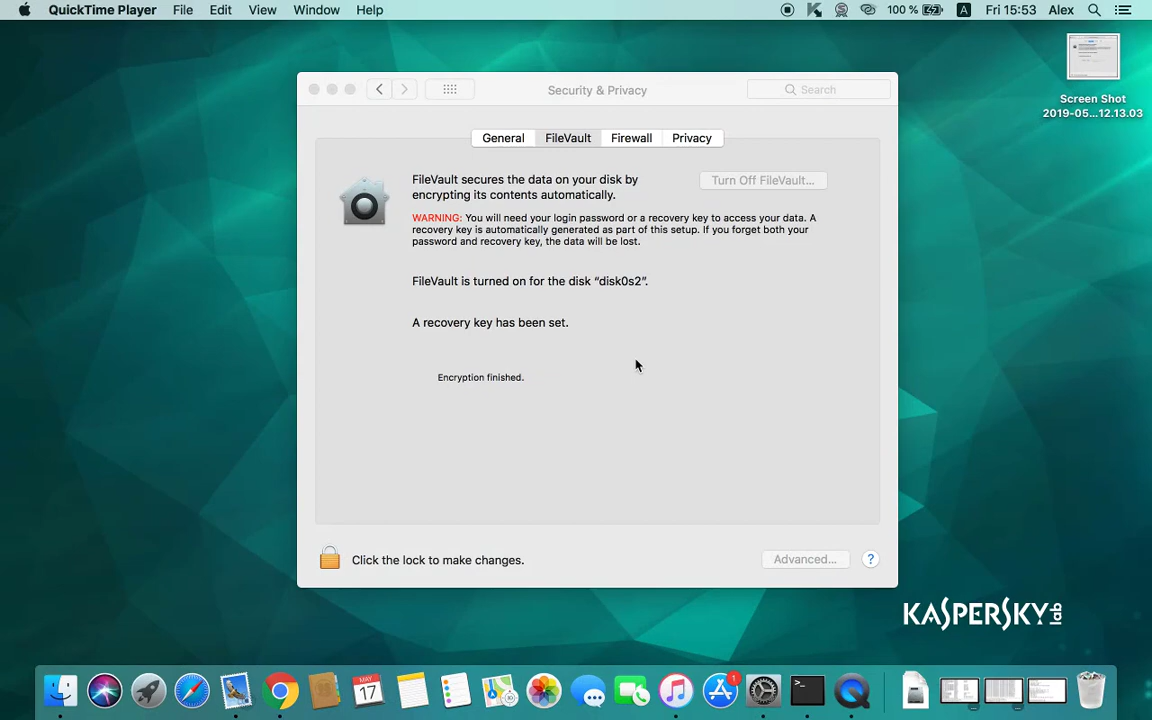 QuickTime Player File Edit View Window Help 100 % A Fri 15:53 Alex
Screen Shot
2019-05...12.13.03
Security & Privacy
Search
General FileVault Firewall Privacy
FileVault secures the data on your disk by
encrypting its contents automatically.
Turn Off FileVault...
WARNING: You will need your login password or a recovery key to access your data. A
recovery key is automatically generated as part of this setup. If you forget both your
password and recovery key, the data will be lost.
FileVault is turned on for the disk “disk0s2”.
A recovery key has been set.
Encryption finished.
Click the lock to make changes.
Advanced... ?
KASPERSKY lab
MAY
17
1